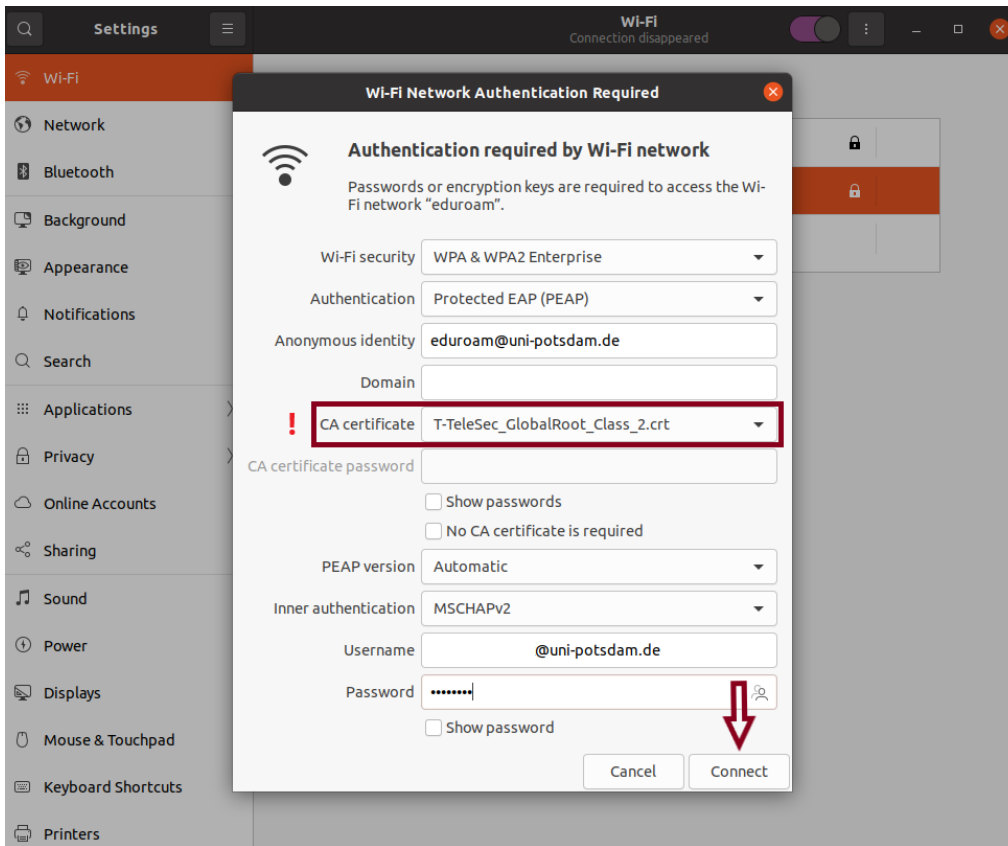 Settings
Wi-Fi
Connection disappeared
Wi-Fi
Network
Bluetooth
Background
Appearance
Notifications
Search
Applications
Privacy
Online Accounts
Sharing
Sound
Power
Displays
Mouse & Touchpad
Keyboard Shortcuts
Printers
Wi-Fi Network Authentication Required
Authentication required by Wi-Fi network
Passwords or encryption keys are required to access the Wi-
Fi network “eduroam”.
Wi-Fi security WPA & WPA2 Enterprise
Authentication Protected EAP (PEAP)
Anonymous identity eduroam@uni-potsdam.de
Domain
! CA certificate T-TeleSec_GlobalRoot_Class_2.crt
CA certificate password
Show passwords
No CA certificate is required
PEAP version Automatic
Inner authentication MSCHAPv2
Username @uni-potsdam.de
Password ••••••••
Show password
Cancel Connect